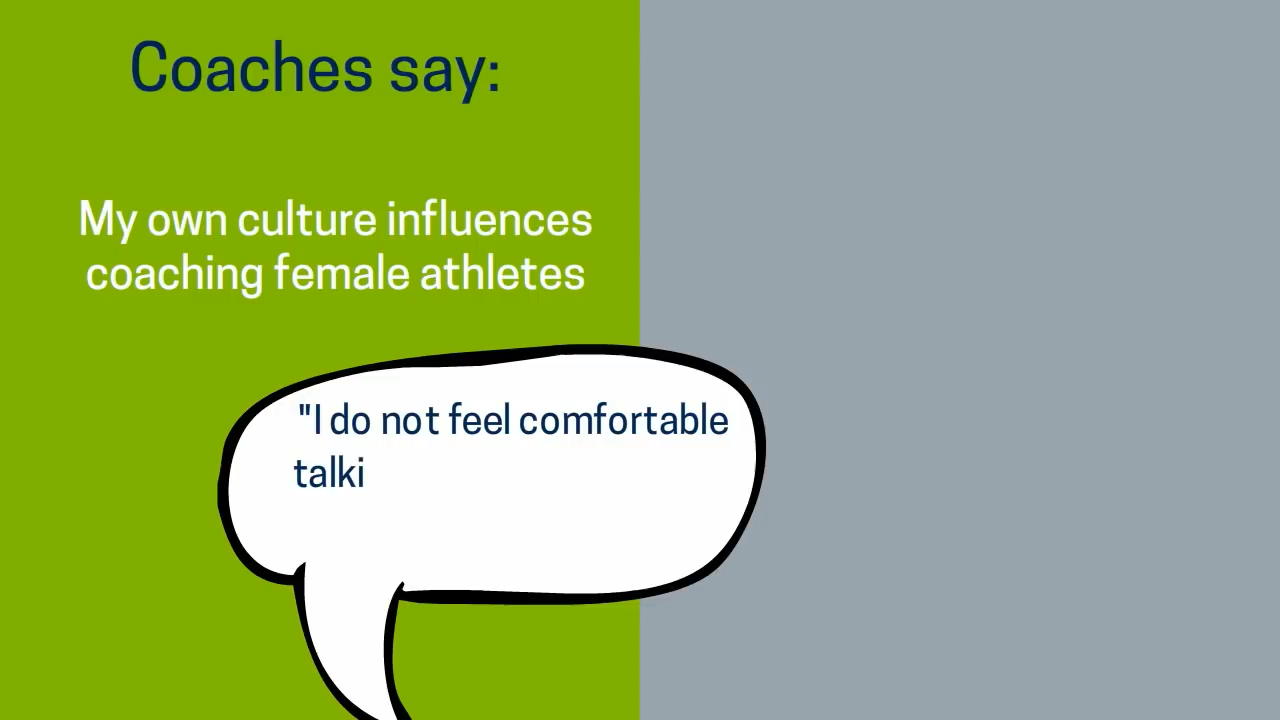 Coaches say:
My own culture influences
coaching female athletes
"I do not feel comfortable
talki